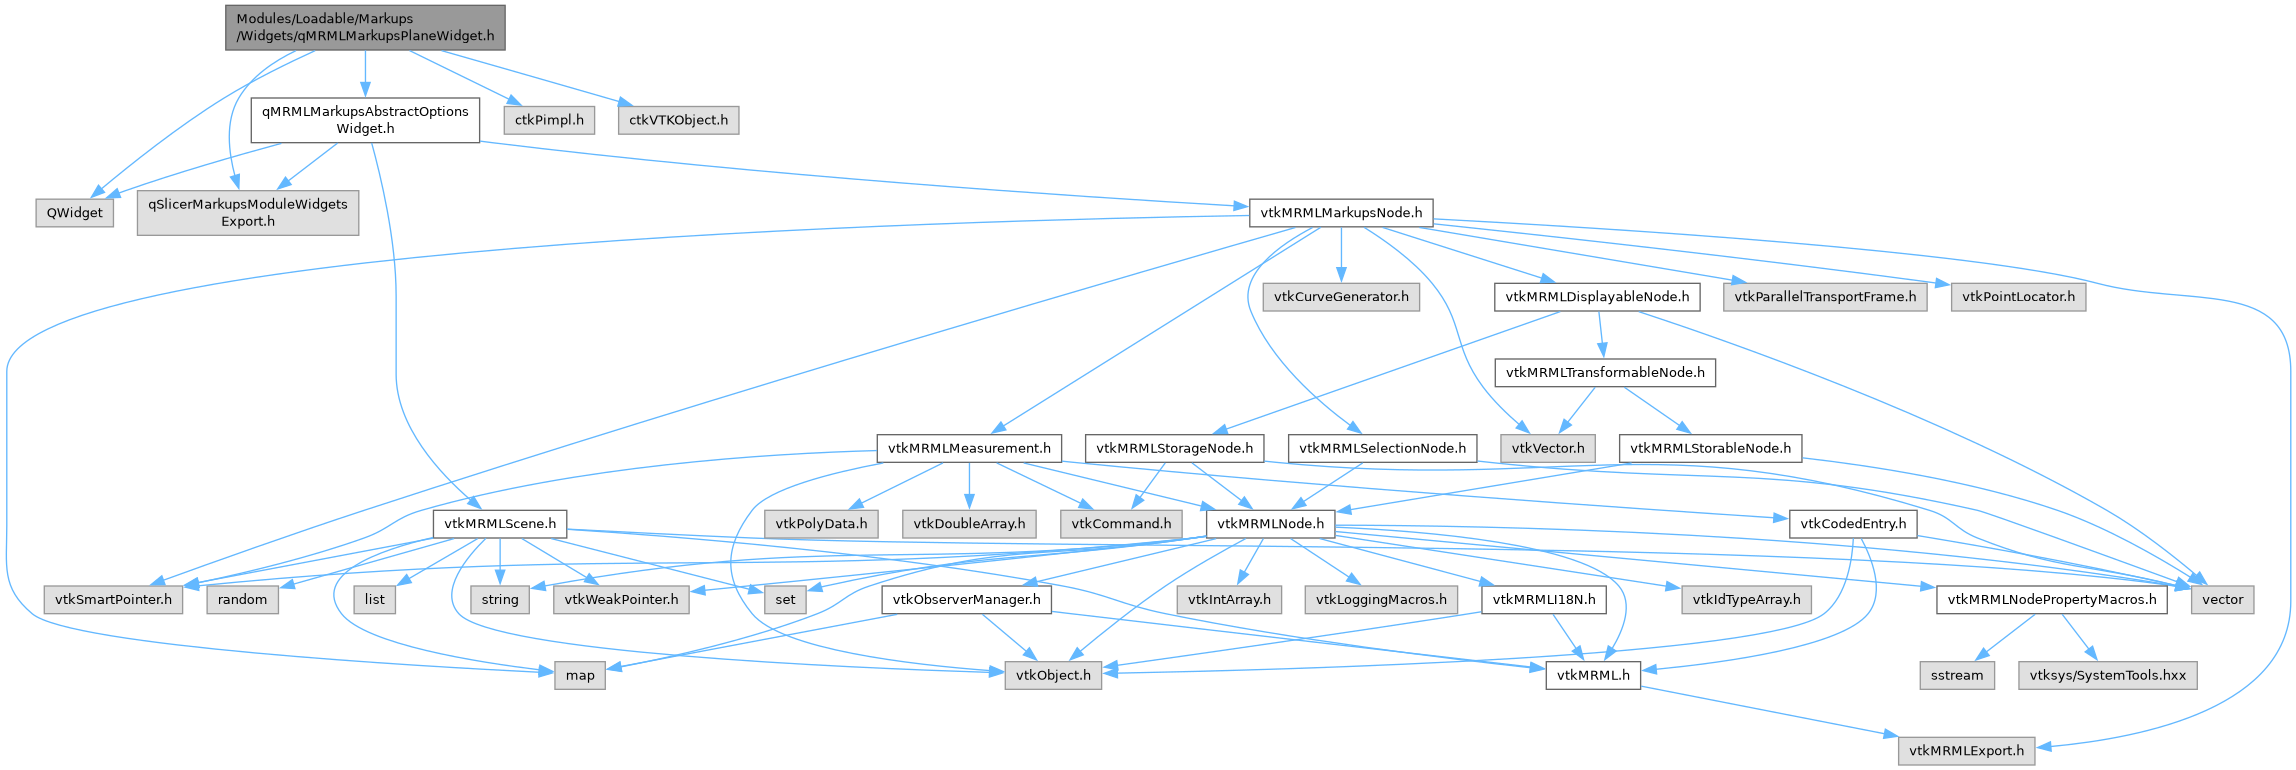 Modules/Loadable/Markups
/Widgets/qMRMLMarkupsPlaneWidget.h
qMRMLMarkupsAbstractOptions
Widget.h
ctkPimpl.h
ctkVTKObject.h
QWidget
qSlicerMarkupsModuleWidgets
Export.h
vtkMRMLMarkupsNode.h
vtkCurveGenerator.h
vtkMRMLDisplayableNode.h
vtkParallelTransportFrame.h
vtkPointLocator.h
vtkMRMLTransformableNode.h
vtkMRMLMeasurement.h
vtkMRMLStorageNode.h
vtkMRMLSelectionNode.h
vtkVector.h
vtkMRMLStorableNode.h
vtkMRMLScene.h
vtkPolyData.h
vtkDoubleArray.h
vtkCommand.h
vtkMRMLNode.h
vtkCodedEntry.h
vtkSmartPointer.h
random
list
string
vtkWeakPointer.h
set
vtkObserverManager.h
vtkIntArray.h
vtkLoggingMacros.h
vtkMRMLI18N.h
vtkIdTypeArray.h
vtkMRMLNodePropertyMacros.h
vector
map
vtkObject.h
vtkMRML.h
sstream
vtksys/SystemTools.hxx
vtkMRMLExport.h